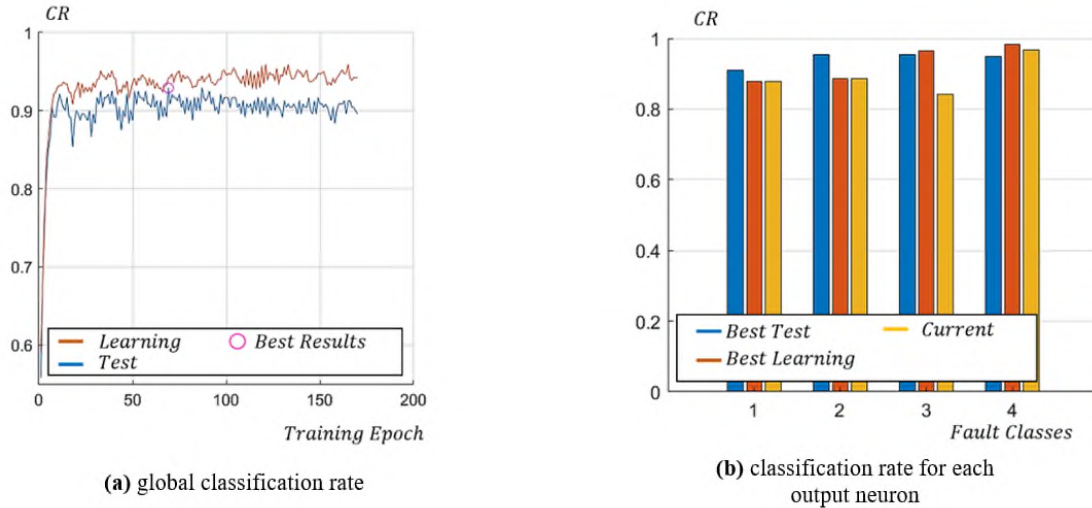 CR
1
0.9
0.8
0.7
0.6
Learning
Best Results
Test
0
50
100
150
200
Training Epoch
(a) global classification rate
CR
1
0.8
0.6
0.4
0.2
0
Best Test
Current
Best Learning
1
2
3
4
Fault Classes
(b) classification rate for each
output neuron